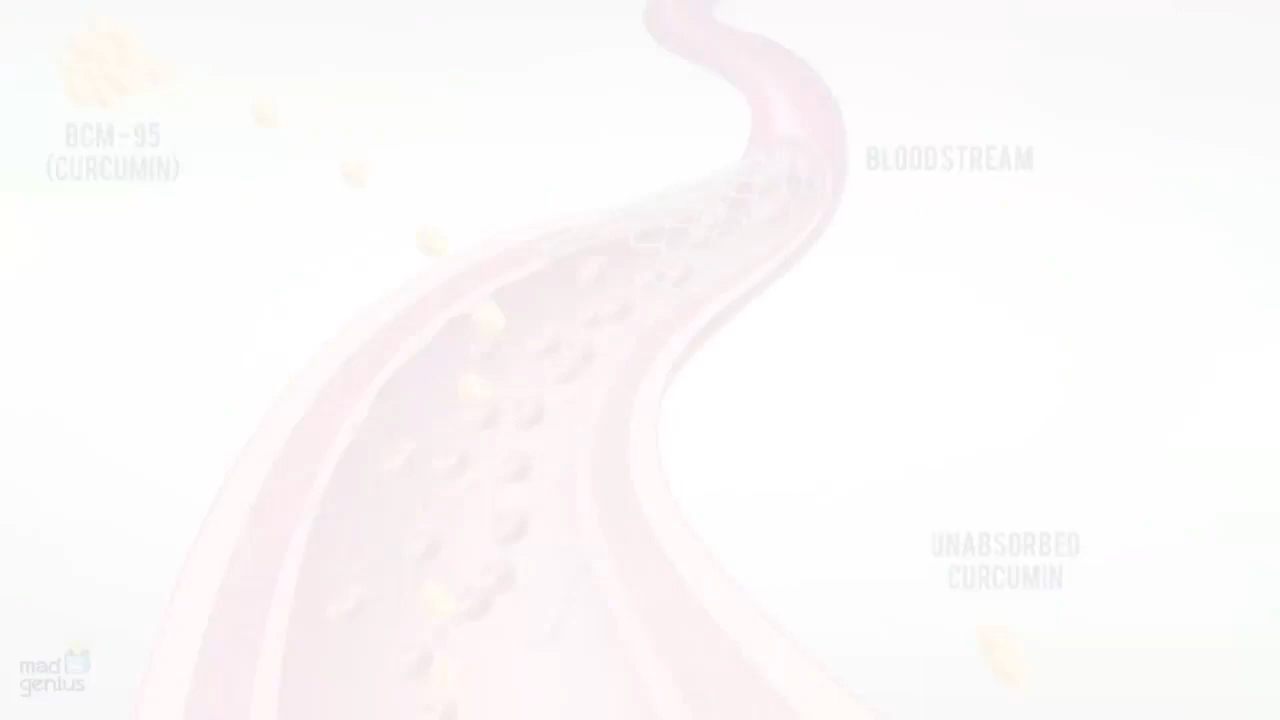 BCM-95
(CURCUMIN)
BLOODSTREAM
UNABSORBED
CURCUMIN
mad
genius